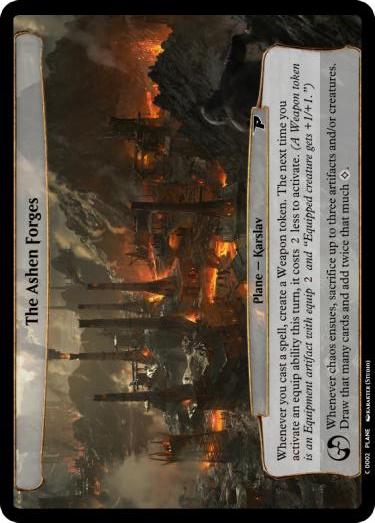 The Ashen Forges
Plane — Karslav
Whenever you cast a spell, create a Weapon token. The next time you
activate an equip ability this turn, it costs 2 less to activate. (A Weapon token
is an Equipment artifact with equip 2 and "Equipped creature gets +1/+1.")
Whenever chaos ensues, sacrifice up to three artifacts and/or creatures.
Draw that many cards and add twice that much .
C D002 PLANE KARAKTER (STUDIO)